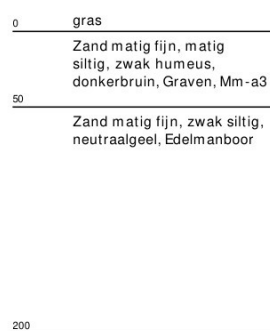 0 gras
Zand matig fijn, matig
siltig, zwak humeus,
donkerbruin, Graven, Mm-a3
50
Zand matig fijn, zwak siltig,
neutraalgeel, Edelmanboor
200